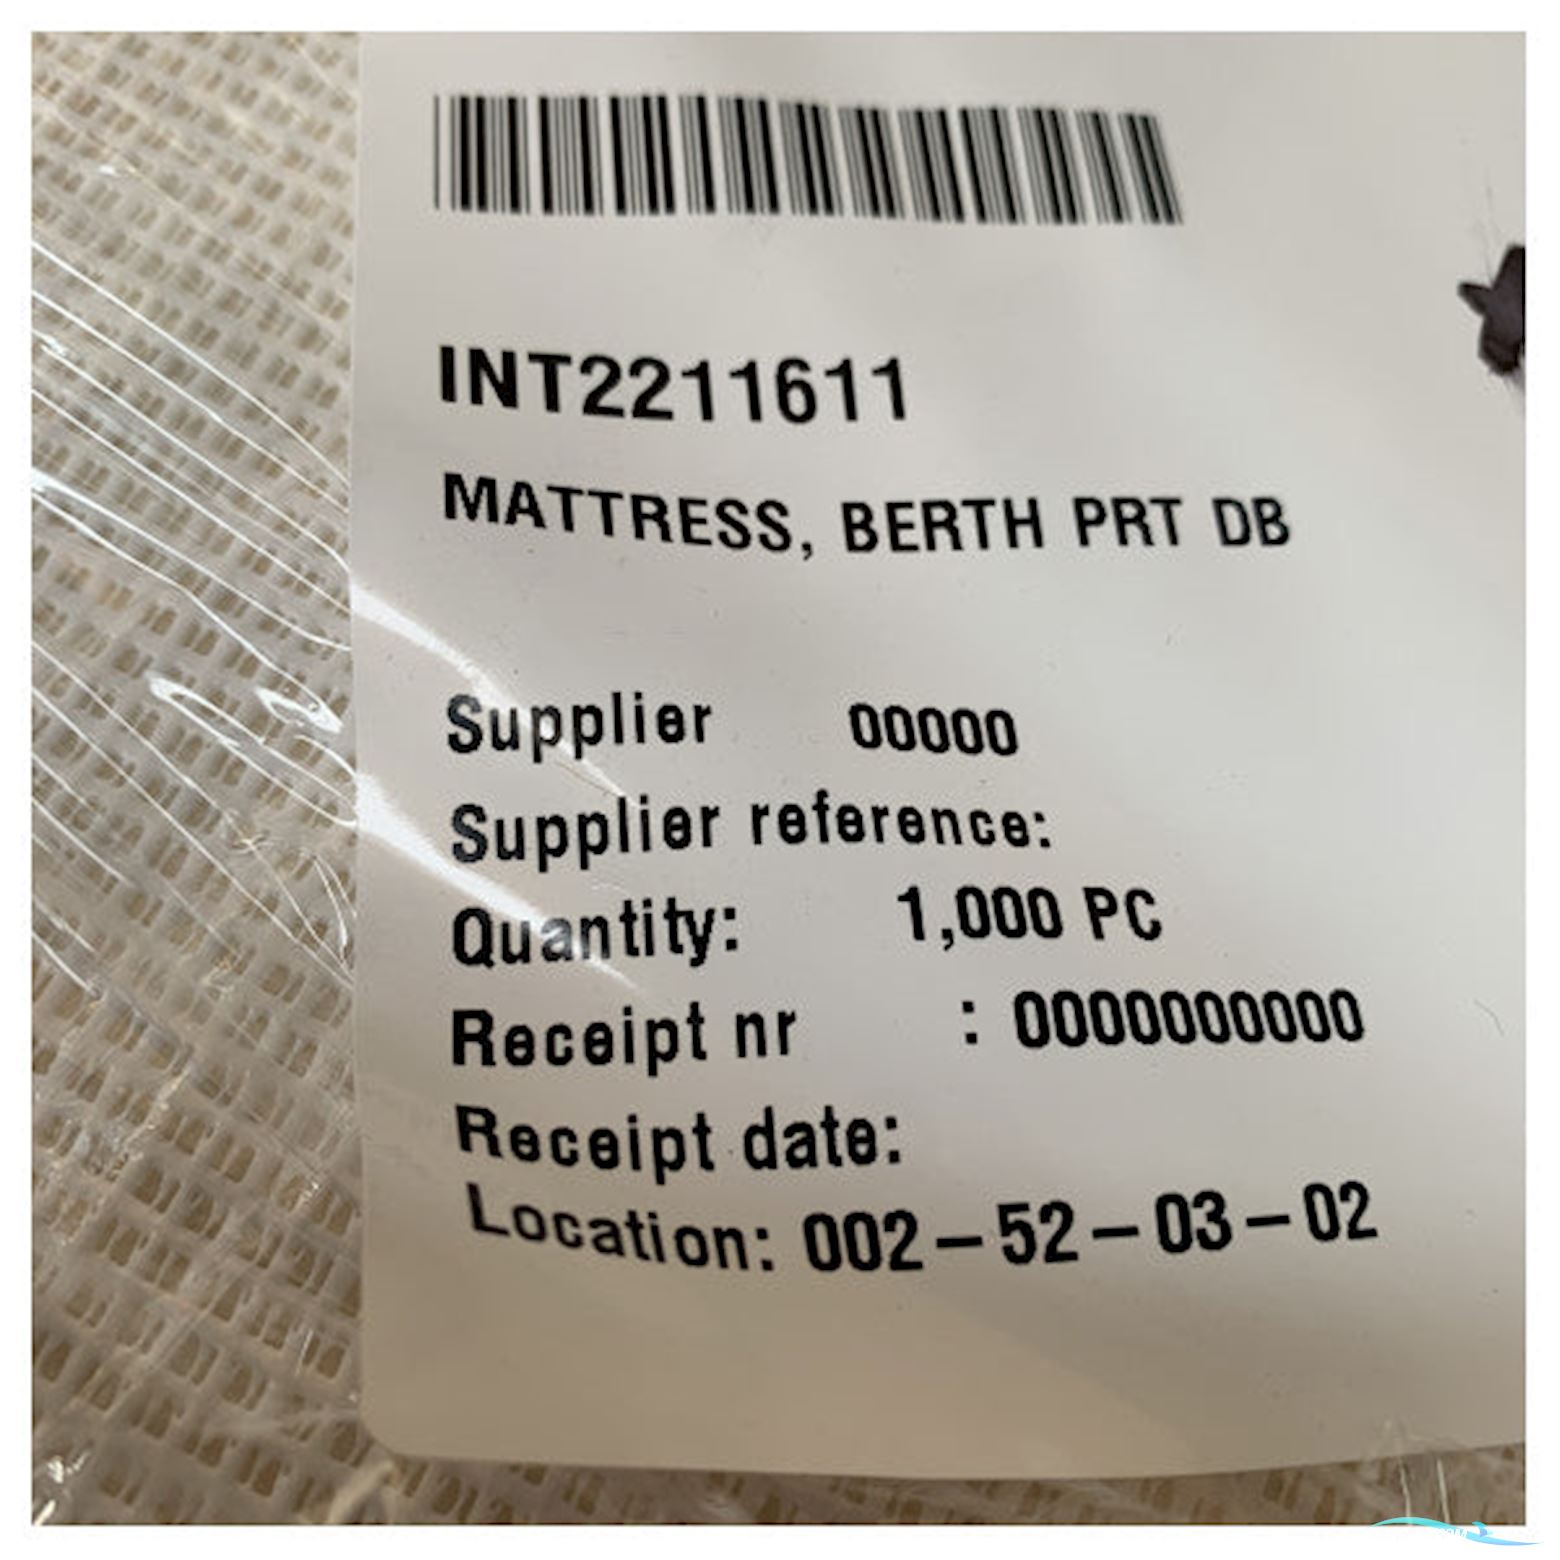 INT2211611
MATTRESS, BERTH PRT DB
Supplier 00000
Supplier reference:
Quantity: 1,000 PC
Receipt nr : 0000000000
Receipt date:
Location: 002-52-03-02